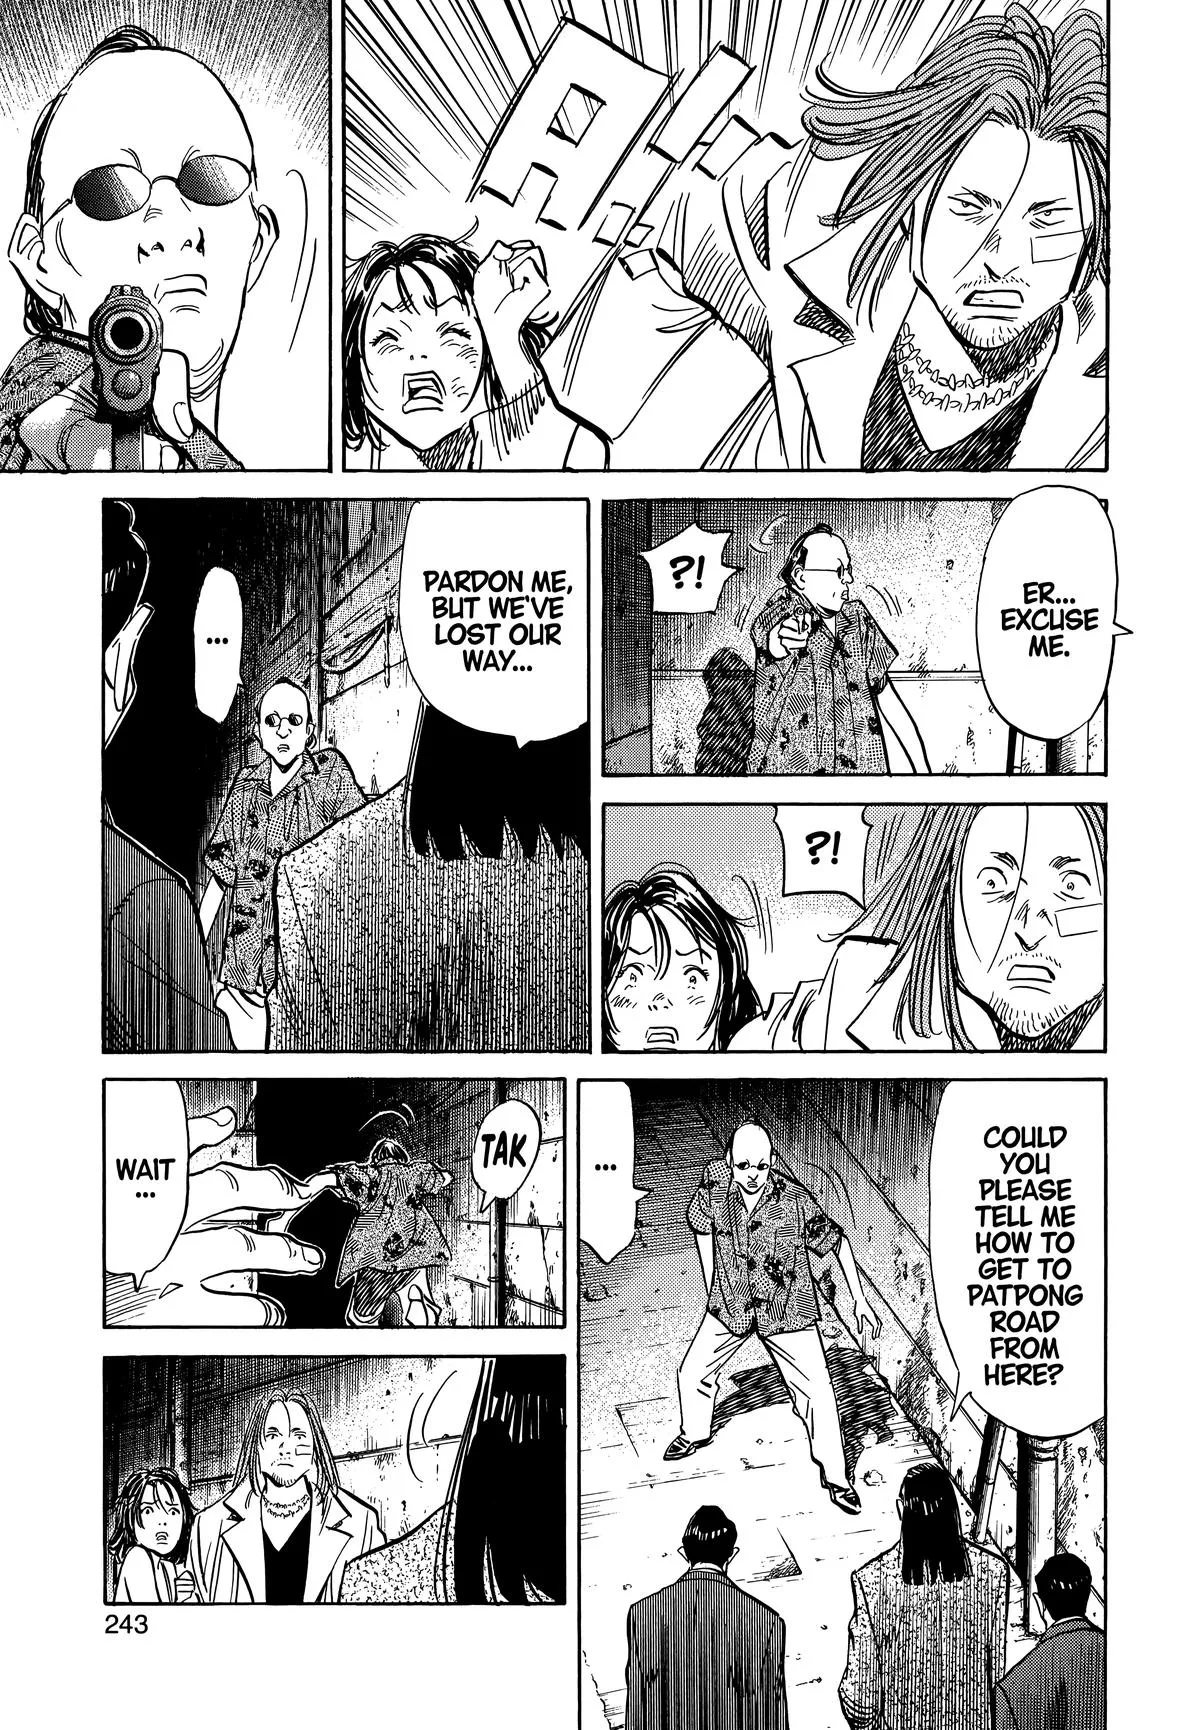 ER...
EXCUSE
ME.
?!
PARDON ME,
BUT WE'VE
LOST OUR
WAY...
...
?!
COULD
YOU
PLEASE
TELL ME
HOW TO
GET TO
PATPONG
ROAD
FROM
HERE?
...
TAK
WAIT
...
243